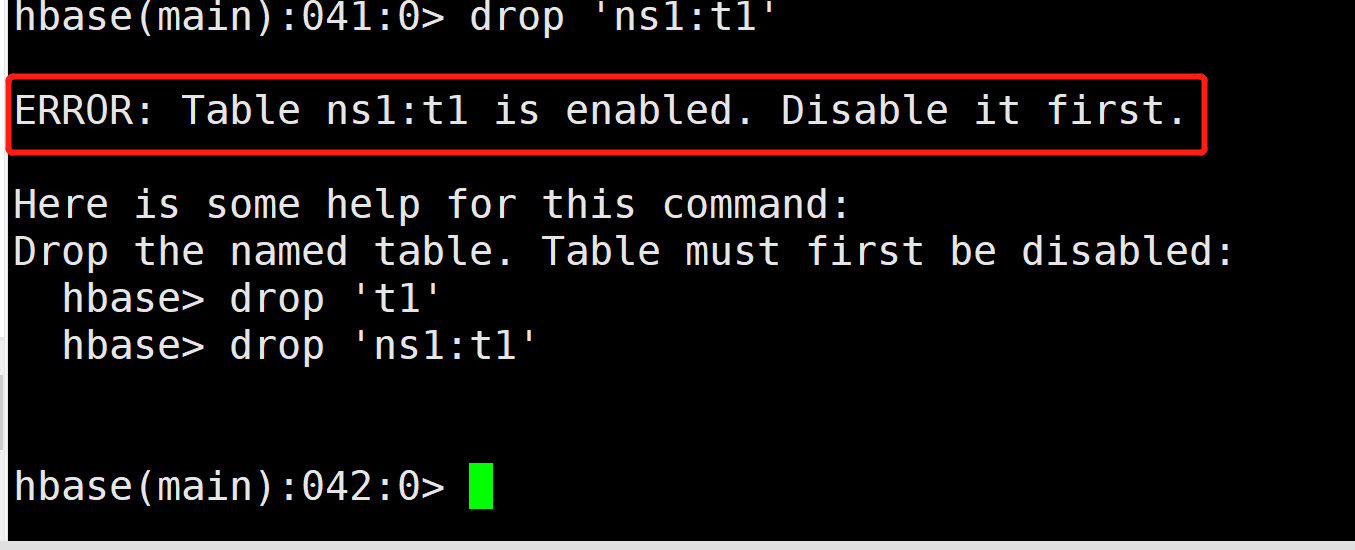 hbase(main):041:0> drop 'ns1:t1'
ERROR: Table ns1:t1 is enabled. Disable it first.
Here is some help for this command:
Drop the named table. Table must first be disabled:
  hbase> drop 't1'
  hbase> drop 'ns1:t1'
hbase(main):042:0>